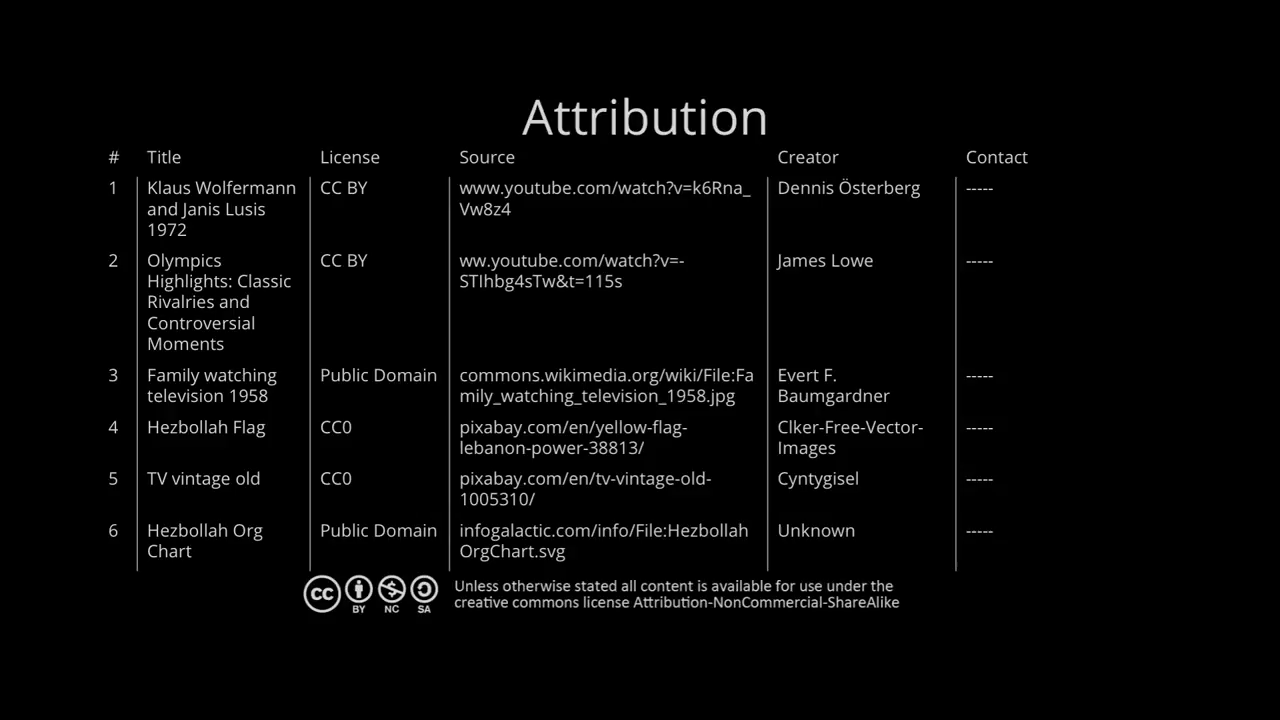 Attribution
# Title License Source Creator Contact
1 Klaus Wolfermann CC BY www.youtube.com/watch?v=k6Rna_ Dennis Österberg -----
and Janis Lusis Vw8z4
1972
2 Olympics CC BY ww.youtube.com/watch?v=- James Lowe -----
Highlights: Classic STIhbg4sTw&t=115s
Rivalries and
Controversial
Moments
3 Family watching Public Domain commons.wikimedia.org/wiki/File:Fa Evert F. -----
television 1958 mily_watching_television_1958.jpg Baumgardner
4 Hezbollah Flag CC0 pixabay.com/en/yellow-flag- Clker-Free-Vector- -----
lebanon-power-38813/ Images
5 TV vintage old CC0 pixabay.com/en/tv-vintage-old- Cyntygisel -----
1005310/
6 Hezbollah Org Public Domain infogalactic.com/info/File:Hezbollah Unknown -----
Chart OrgChart.svg
cc BY NC SA
Unless otherwise stated all content is available for use under the
creative commons license Attribution-NonCommercial-ShareAlike